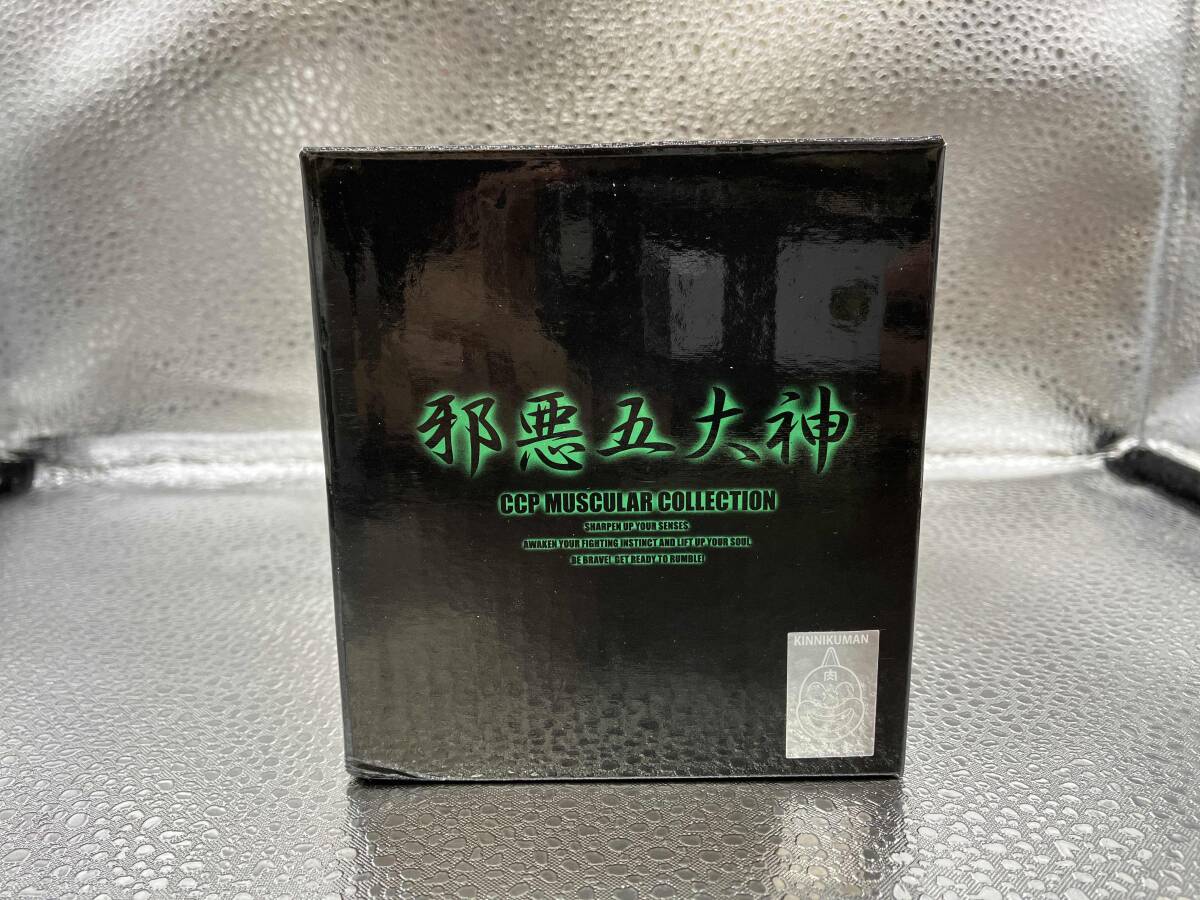 邪悪五大神
CCP MUSCULAR COLLECTION
SHARPEN UP YOUR SENSES,
AWAKEN YOUR FIGHTING INSTINCT AND LIFT UP YOUR SOUL.
BE BRAVE! GET READY TO RUMBLE!
KINNIKUMAN
肉